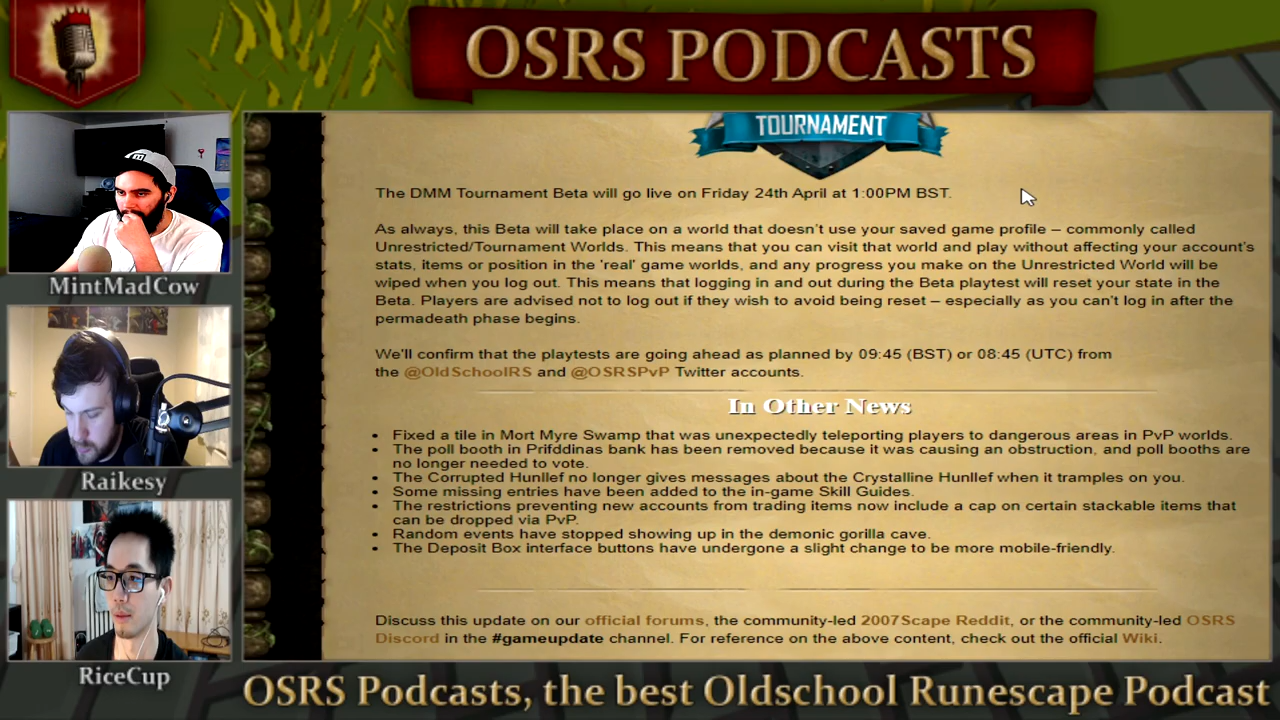 OSRS PODCASTS
TOURNAMENT
The DMM Tournament Beta will go live on Friday 24th April at 1:00PM BST.
As always, this Beta will take place on a world that doesn't use your saved game profile – commonly called
Unrestricted/Tournament Worlds. This means that you can visit that world and play without affecting your account's
stats, items or position in the 'real' game worlds, and any progress you make on the Unrestricted World will be
wiped when you log out. This means that logging in and out during the Beta playtest will reset your state in the
Beta. Players are advised not to log out if they wish to avoid being reset – especially as you can't log in after the
permadeath phase begins.
We'll confirm that the playtests are going ahead as planned by 09:45 (BST) or 08:45 (UTC) from
the @OldSchoolRS and @OSRSPvP Twitter accounts.
In Other News
• Fixed a tile in Mort Myre Swamp that was unexpectedly teleporting players to dangerous areas in PvP worlds.
• The poll booth in Prifddinas bank has been removed because it was causing an obstruction, and poll booths are
no longer needed to vote.
• The Corrupted Hunllef no longer gives messages about the Crystalline Hunllef when it tramples on you.
• Some missing entries have been added to the in-game Skill Guides.
• The restrictions preventing new accounts from trading items now include a cap on certain stackable items that
can be dropped via PvP.
• Random events have stopped showing up in the demonic gorilla cave.
• The Deposit Box interface buttons have undergone a slight change to be more mobile-friendly.
Discuss this update on our official forums, the community-led 2007Scape Reddit, or the community-led OSRS
Discord in the #gameupdate channel. For reference on the above content, check out the official Wiki.
MintMadCow
Raikesy
RiceCup
OSRS Podcasts, the best Oldschool Runescape Podcast